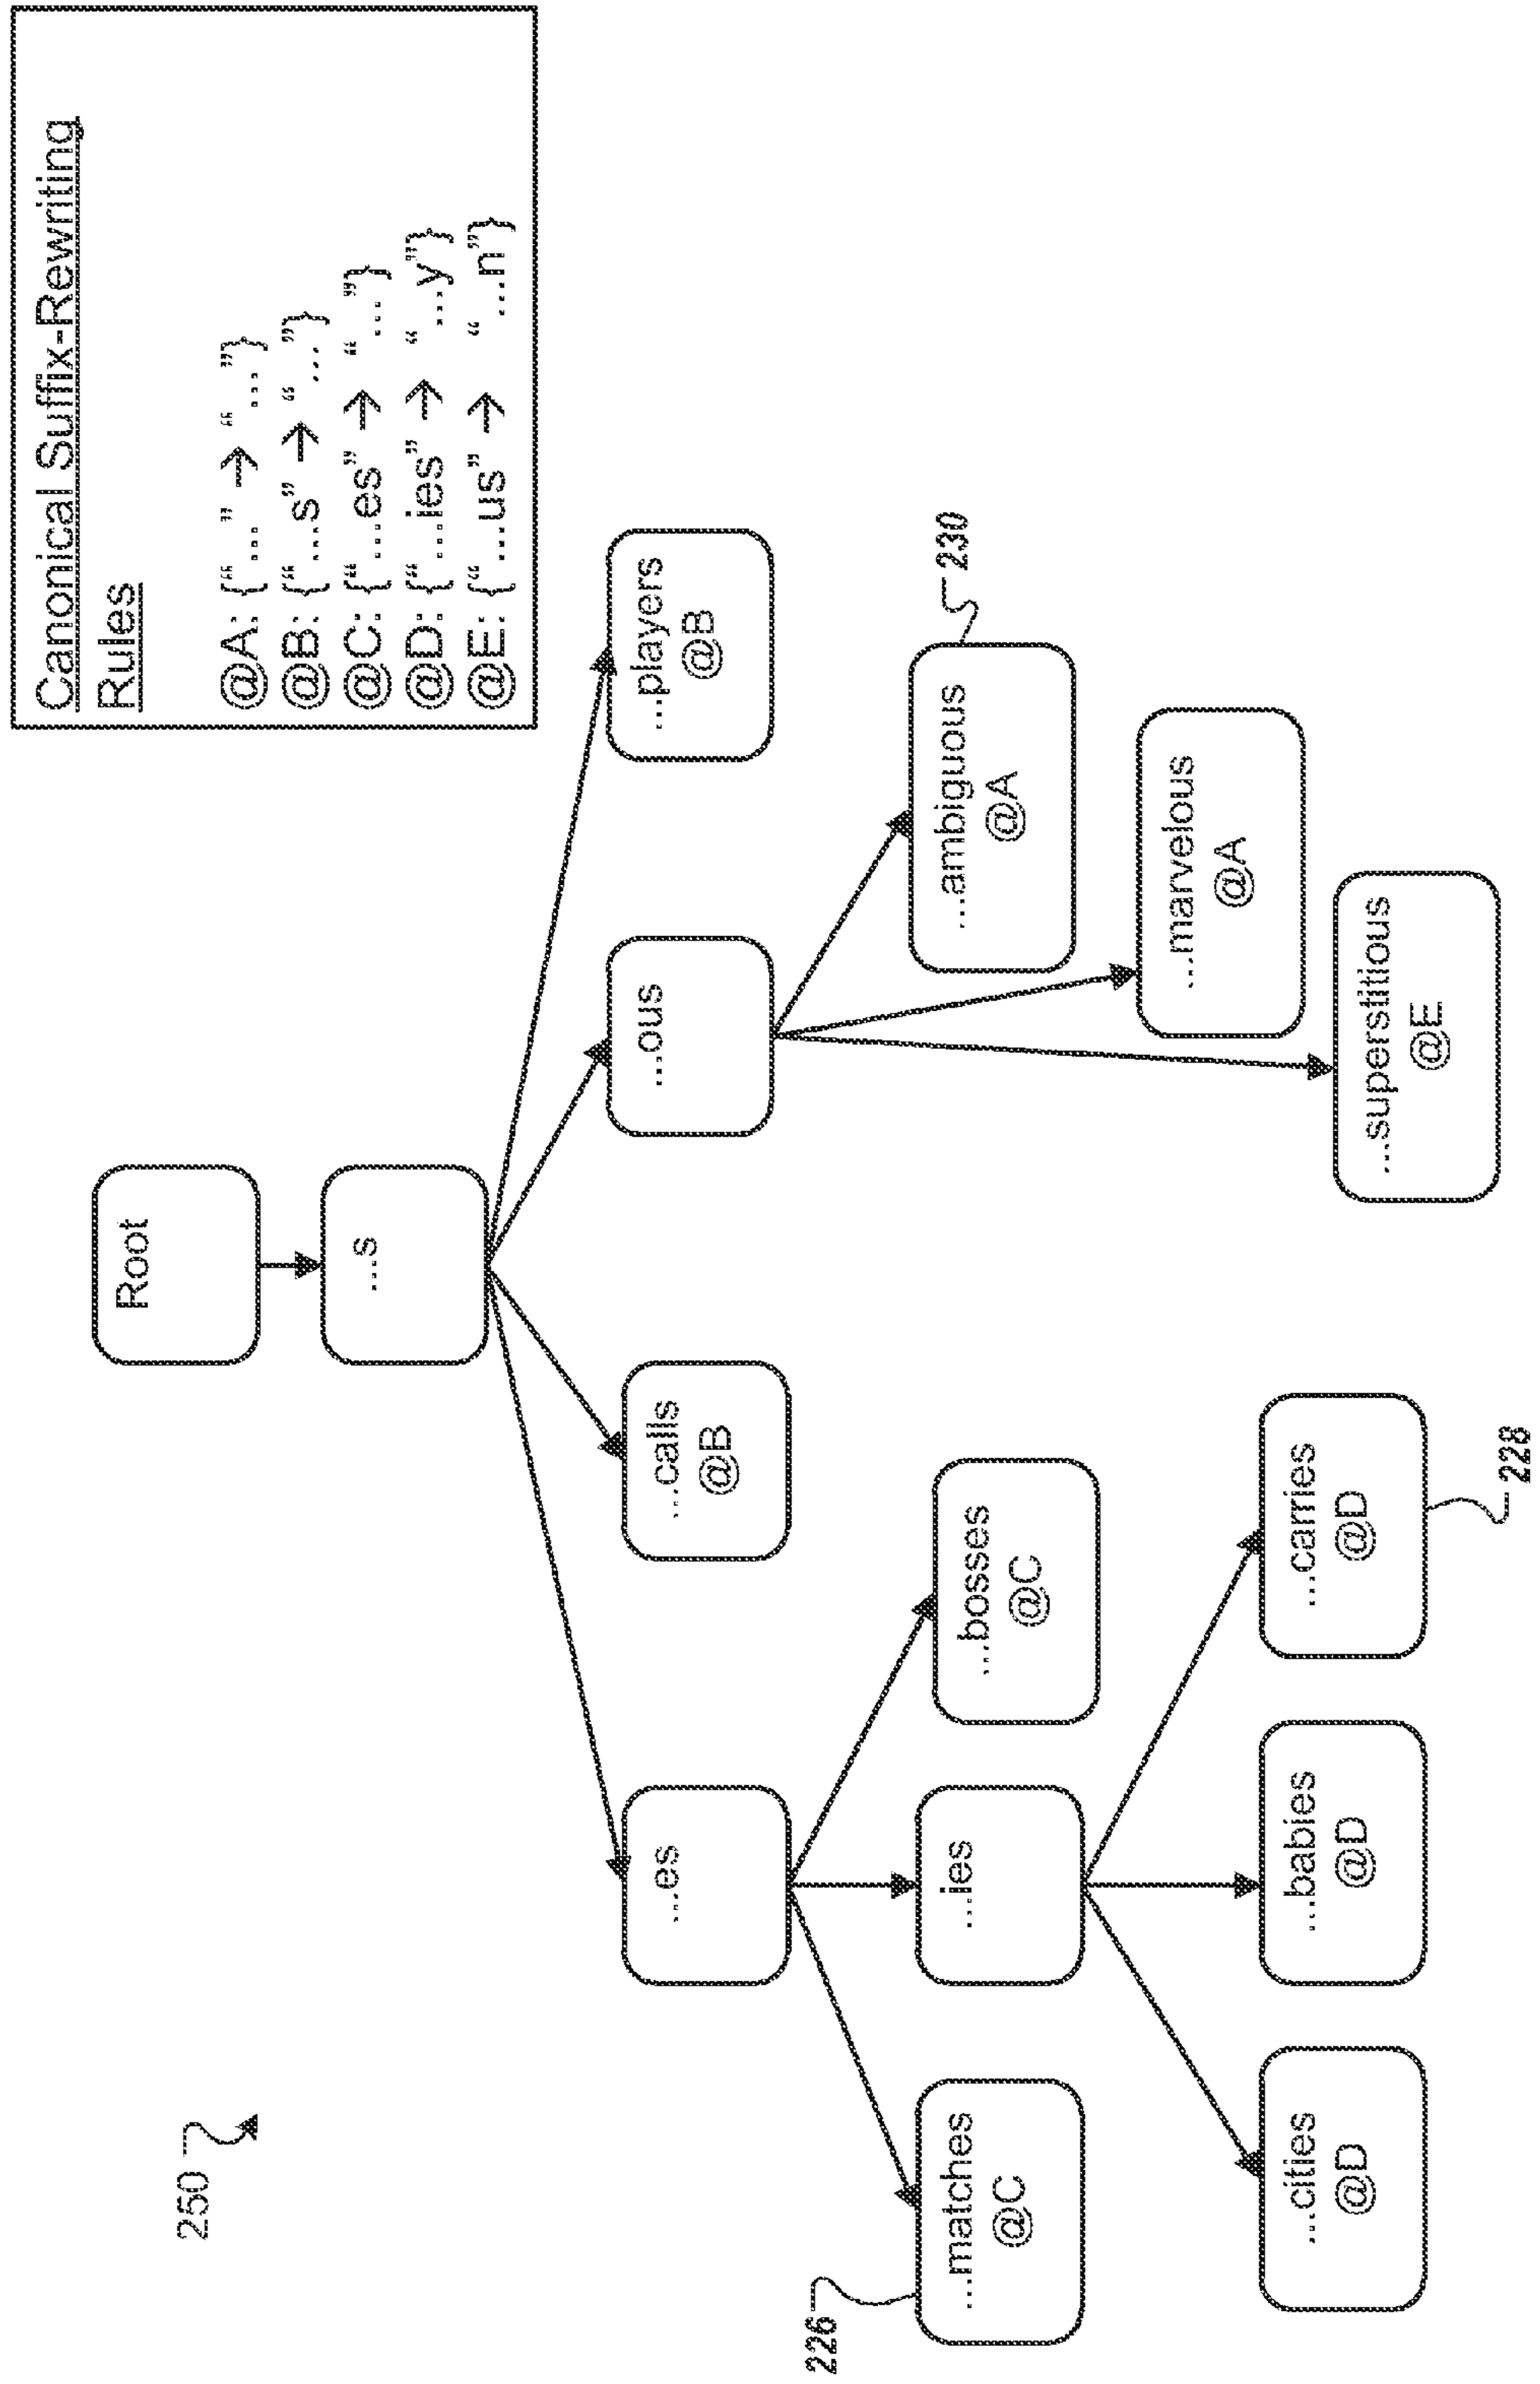 250
Canonical Suffix-Rewriting
Rules
@A: {“...” → “...”}
@B: {“...s” → “...”}
@C: {“...es” → “...”}
@D: {“...ies” → “...y”}
@E: {“...us” → “...n”}
Root
...s
...es
...calls
@B
...ous
...players
@B
226
...matches
@C
...ies
...bosses
@C
...ambiguous
@A
230
...marvelous
@A
...cities
@D
...babies
@D
...carries
@D
228
...superstitious
@E